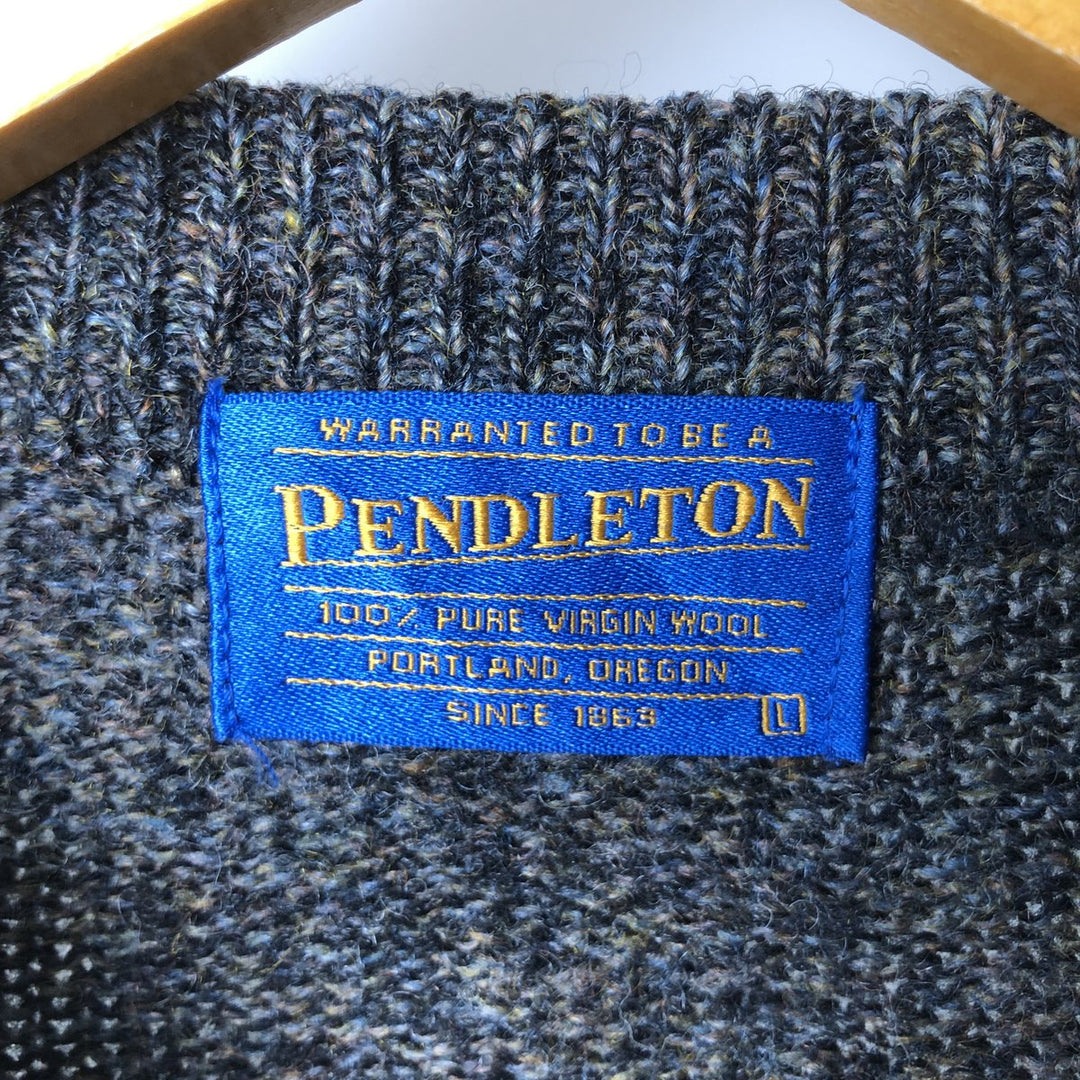 WARRANTED TO BE A
PENDLETON
100% PURE VIRGIN WOOL
PORTLAND, OREGON
SINCE 1863
L